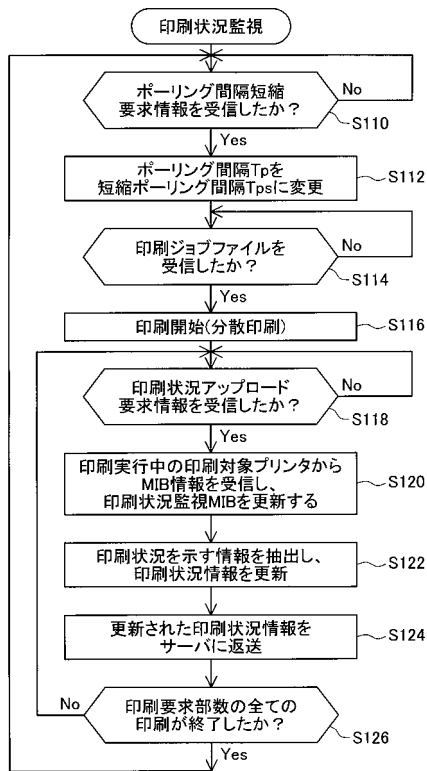 印刷状況監視
ポーリング間隔短縮
要求情報を受信したか？
No
S110
Yes
ポーリング間隔Tpを
短縮ポーリング間隔Tpsに変更
S112
印刷ジョブファイルを
受信したか？
No
S114
Yes
印刷開始(分散印刷)
S116
印刷状況アップロード
要求情報を受信したか？
No
S118
Yes
印刷実行中の印刷対象プリンタから
MIB情報を受信し、
印刷状況監視MIBを更新する
S120
印刷状況を示す情報を抽出し、
印刷状況情報を更新
S122
更新された印刷状況情報を
サーバに返送
S124
No
印刷要求部数の全ての
印刷が終了したか？
S126
Yes